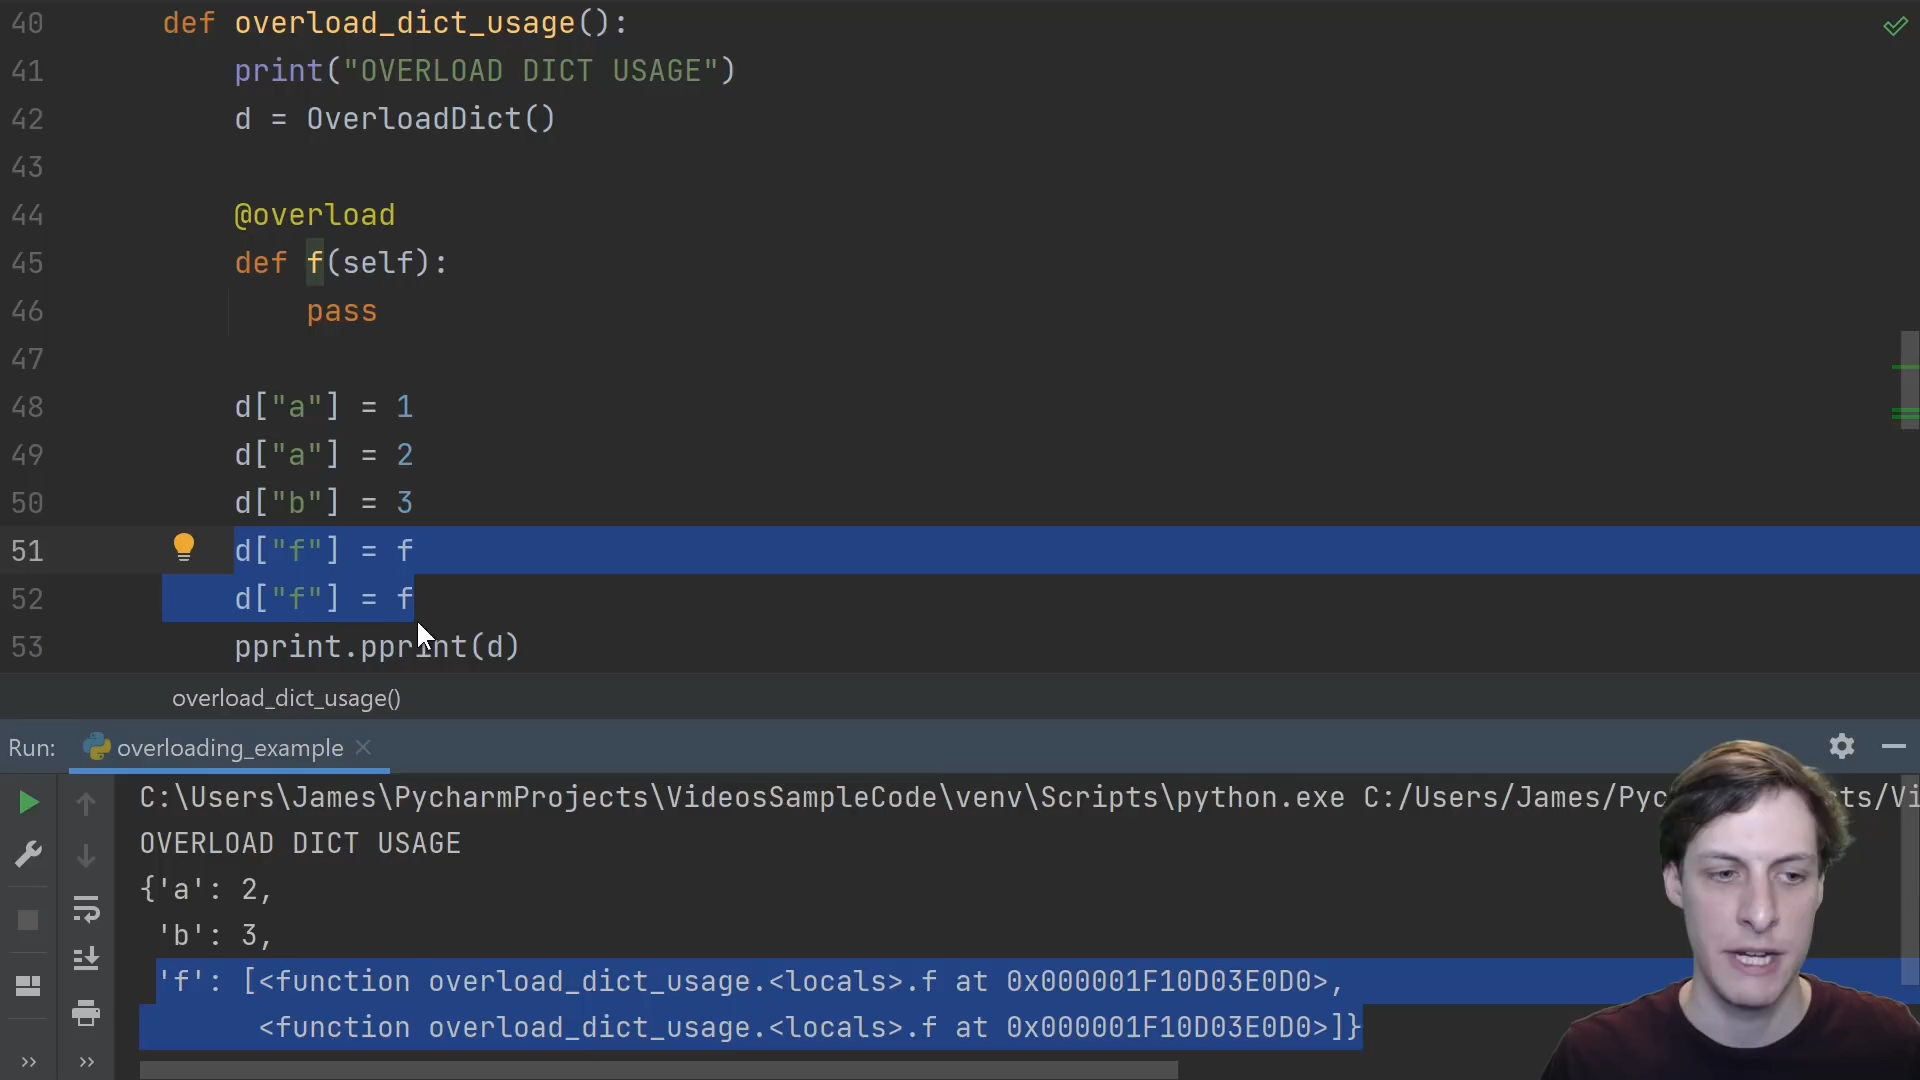 40 def overload_dict_usage():
41 print("OVERLOAD DICT USAGE")
42 d = OverloadDict()
43
44 @overload
45 def f(self):
46 pass
47
48 d["a"] = 1
49 d["a"] = 2
50 d["b"] = 3
51 d["f"] = f
52 d["f"] = f
53 pprint.pprint(d)
overload_dict_usage()
Run: overloading_example
C:\Users\James\PycharmProjects\VideosSampleCode\venv\Scripts\python.exe C:/Users/James/Pyc ts/Vi
OVERLOAD DICT USAGE
{'a': 2,
'b': 3,
'f': [<function overload_dict_usage.<locals>.f at 0x000001F10D03E0D0>,
<function overload_dict_usage.<locals>.f at 0x000001F10D03E0D0>]}